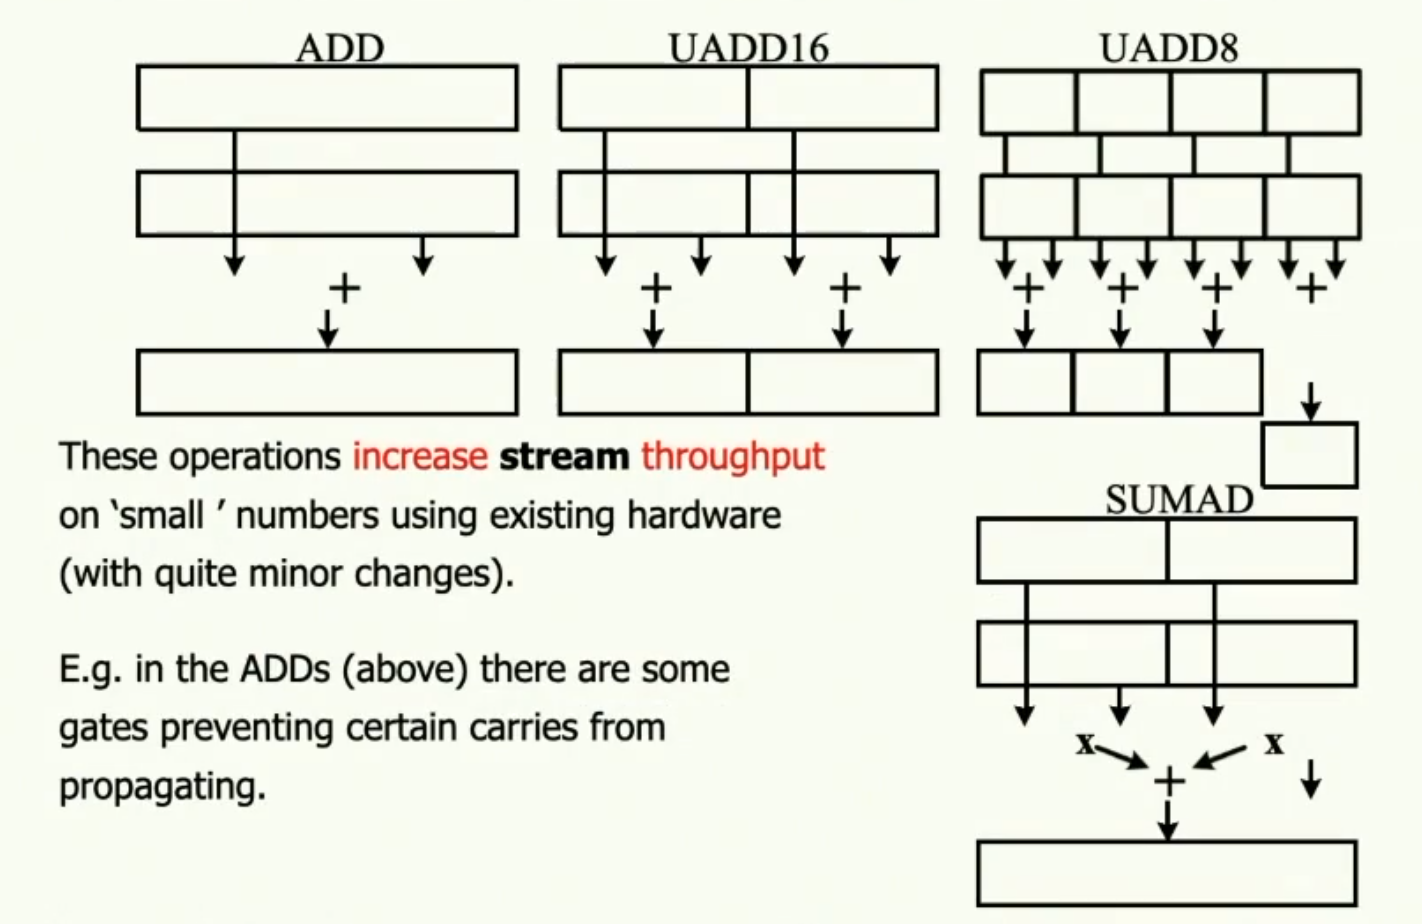 ADD
UADD16
UADD8
+
+
+
+
+
+
+
These operations increase stream throughput
on ‘small ’ numbers using existing hardware
(with quite minor changes).
SUMAD
E.g. in the ADDs (above) there are some
gates preventing certain carries from
propagating.
x
x
+